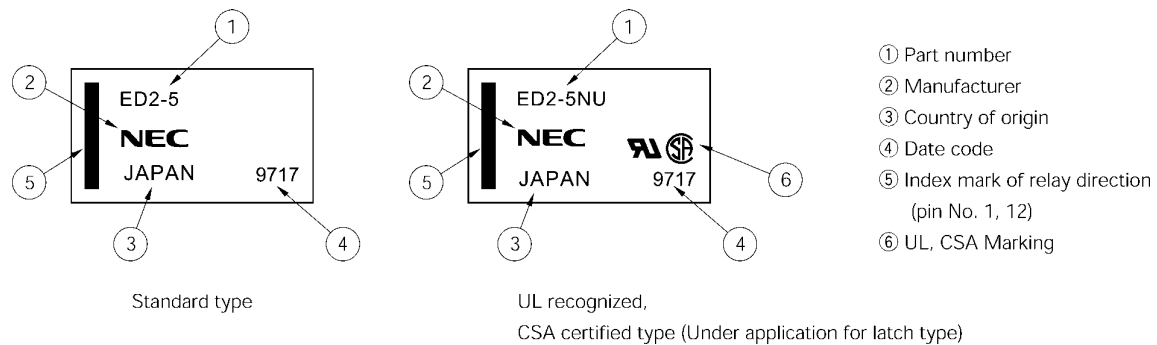 1
2
ED2-5
NEC
JAPAN
9717
5
3
4
Standard type
1
2
ED2-5NU
NEC
JAPAN
9717
5
6
3
4
UL recognized,
CSA certified type (Under application for latch type)
① Part number
② Manufacturer
③ Country of origin
④ Date code
⑤ Index mark of relay direction
(pin No. 1, 12)
⑥ UL, CSA Marking